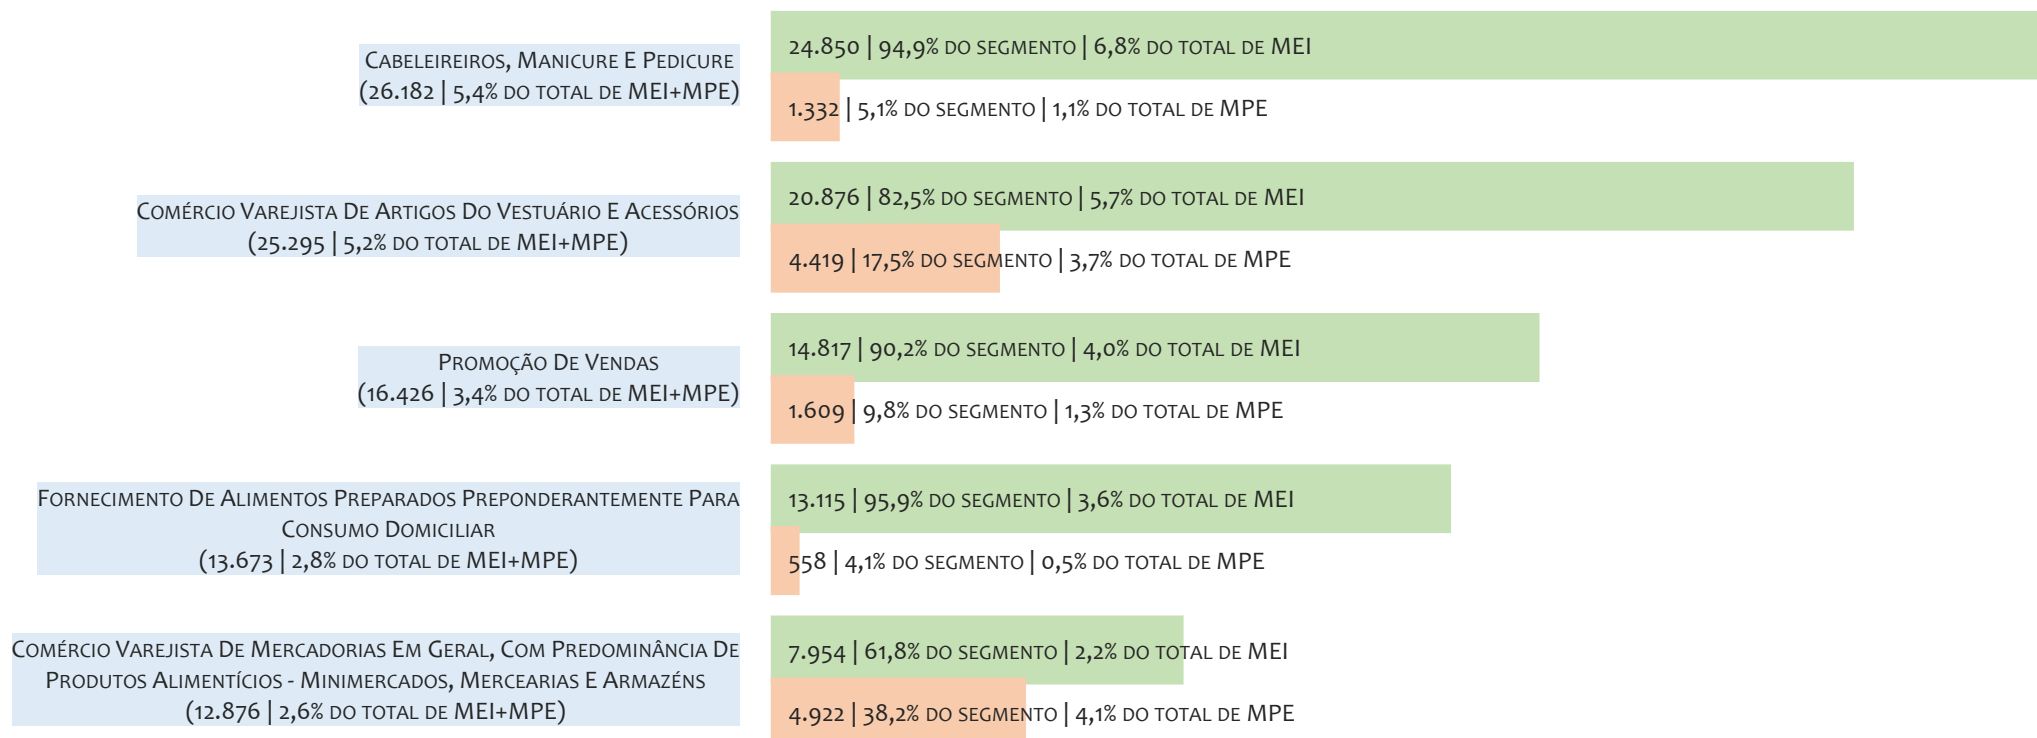 Cabeleireiros, Manicure E Pedicure
(26.182 | 5,4% do total de MEI+MPE)
24.850 | 94,9% do segmento | 6,8% do total de MEI
1.332 | 5,1% do segmento | 1,1% do total de MPE
Comércio Varejista De Artigos Do Vestuário E Acessórios
(25.295 | 5,2% do total de MEI+MPE)
20.876 | 82,5% do segmento | 5,7% do total de MEI
4.419 | 17,5% do segmento | 3,7% do total de MPE
Promoção De Vendas
(16.426 | 3,4% do total de MEI+MPE)
14.817 | 90,2% do segmento | 4,0% do total de MEI
1.609 | 9,8% do segmento | 1,3% do total de MPE
Fornecimento De Alimentos Preparados Preponderantemente Para
Consumo Domiciliar
(13.673 | 2,8% do total de MEI+MPE)
13.115 | 95,9% do segmento | 3,6% do total de MEI
558 | 4,1% do segmento | 0,5% do total de MPE
Comércio Varejista De Mercadorias Em Geral, Com Predominância De
Produtos Alimentícios - Minimercados, Mercearias E Armazéns
(12.876 | 2,6% do total de MEI+MPE)
7.954 | 61,8% do segmento | 2,2% do total de MEI
4.922 | 38,2% do segmento | 4,1% do total de MPE